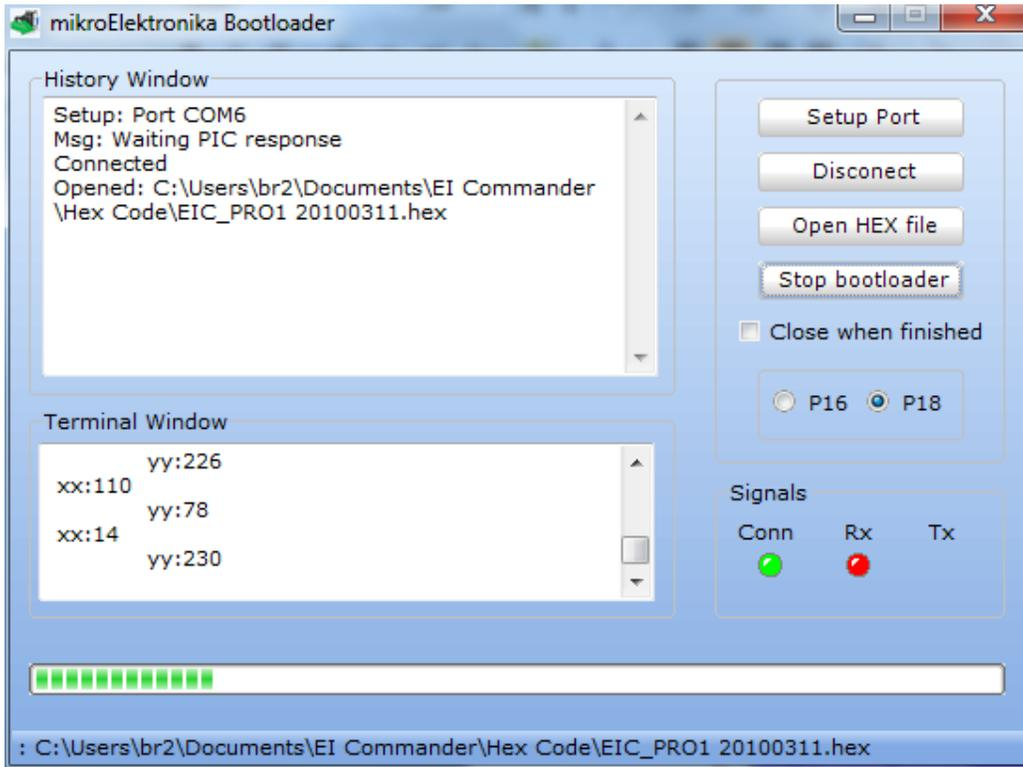 mikroElektronika Bootloader
History Window
Setup: Port COM6
Msg: Waiting PIC response
Connected
Opened: C:\Users\br2\Documents\EI Commander
\Hex Code\EIC_PRO1 20100311.hex
Setup Port
Disconect
Open HEX file
Stop bootloader
Close when finished
P16 P18
Terminal Window
yy:226
xx:110
yy:78
xx:14
yy:230
Signals
Conn Rx Tx
: C:\Users\br2\Documents\EI Commander\Hex Code\EIC_PRO1 20100311.hex